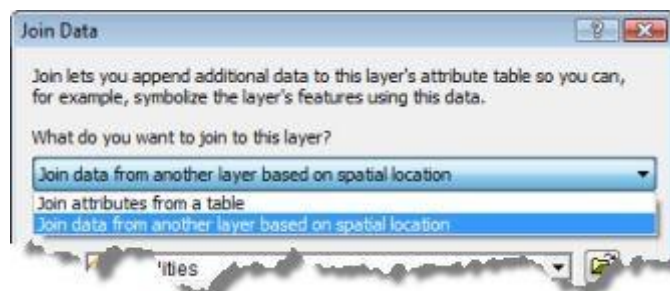 Join Data
Join lets you append additional data to this layer's attribute table so you can,
for example, symbolize the layer's features using this data.
What do you want to join to this layer?
Join data from another layer based on spatial location
Join attributes from a table
Join data from another layer based on spatial location